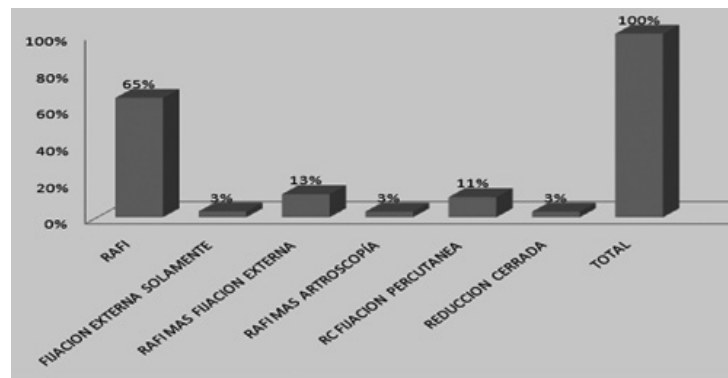 100%
80%
60%
40%
20%
0%
65%
3%
13%
3%
11%
3%
100%
RAFI
FIJACION EXTERNA SOLAMENTE
RAFI MAS FIJACION EXTERNA
RAFI MAS ARTROSCOPÍA
RC FIJACION PERCUTANEA
REDUCCION CERRADA
TOTAL